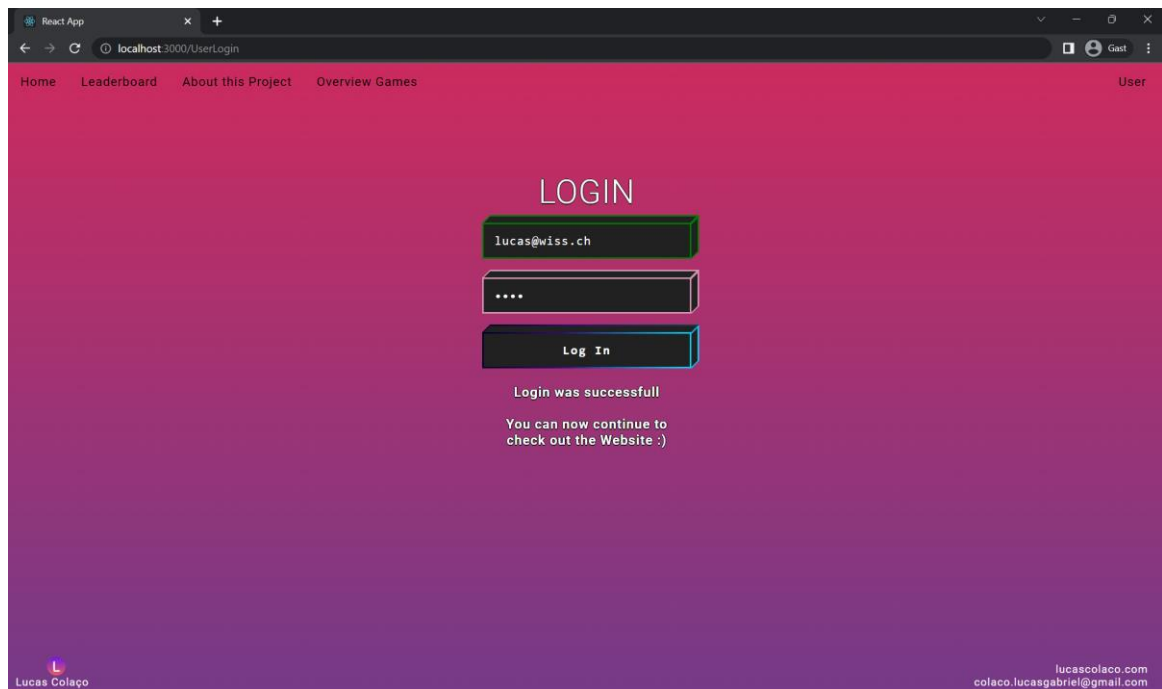 React App
localhost:3000/UserLogin
Gast
Home Leaderboard About this Project Overview Games User
LOGIN
lucas@wiss.ch
••••
Log In
Login was successfull
You can now continue to
check out the Website :)
L
Lucas Colaço
lucascolaco.com
colaco.lucasgabriel@gmail.com